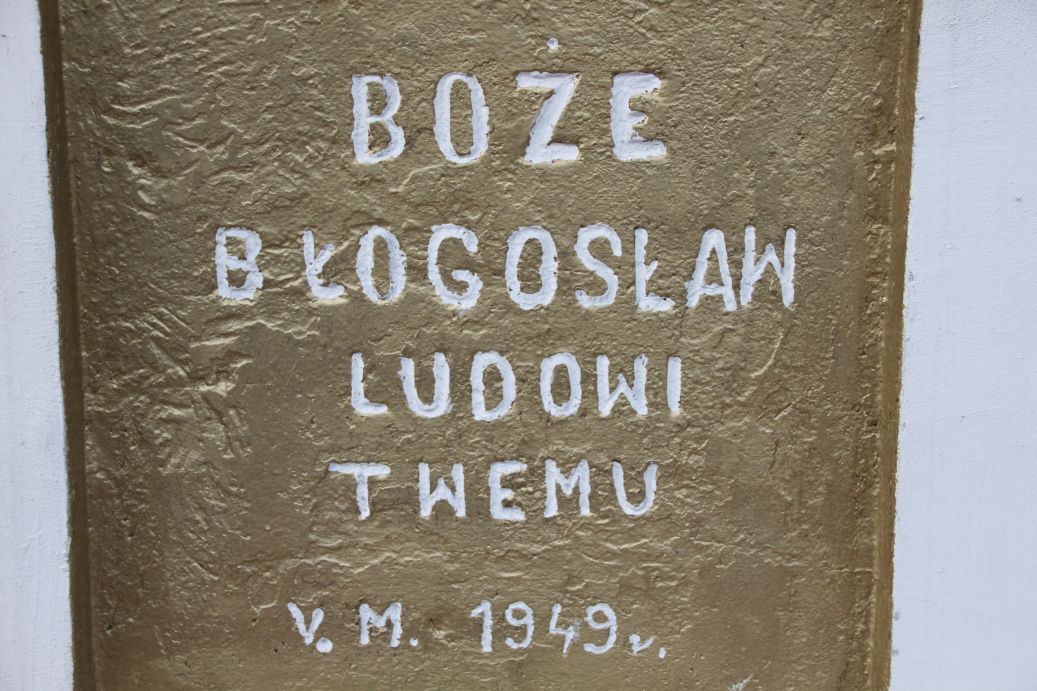 BOŻE
BŁOGOSŁAW
LUDOWI
TWEMU
V. M. 1949 r.